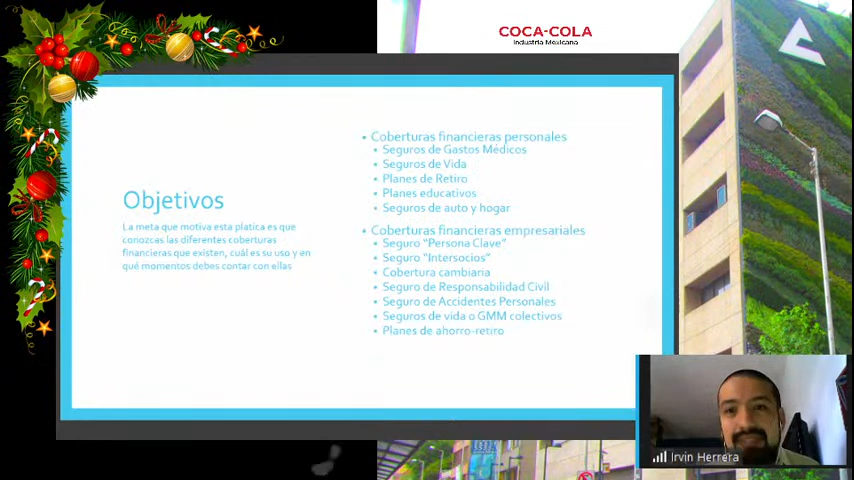 COCA-COLA
Industria Mexicana
Objetivos
La meta que motiva esta platica es que
conozcas las diferentes coberturas
financieras que existen, cuál es su uso y en
qué momentos debes contar con ellas
Coberturas financieras personales
Seguros de Gastos Médicos
Seguros de Vida
Planes de Retiro
Planes educativos
Seguros de auto y hogar
Coberturas financieras empresariales
Seguro "Persona Clave"
Seguro "Intersocios"
Cobertura cambiaria
Seguro de Responsabilidad Civil
Seguro de Accidentes Personales
Seguros de vida o GMM colectivos
Planes de ahorro-retiro
Irvin Herrera